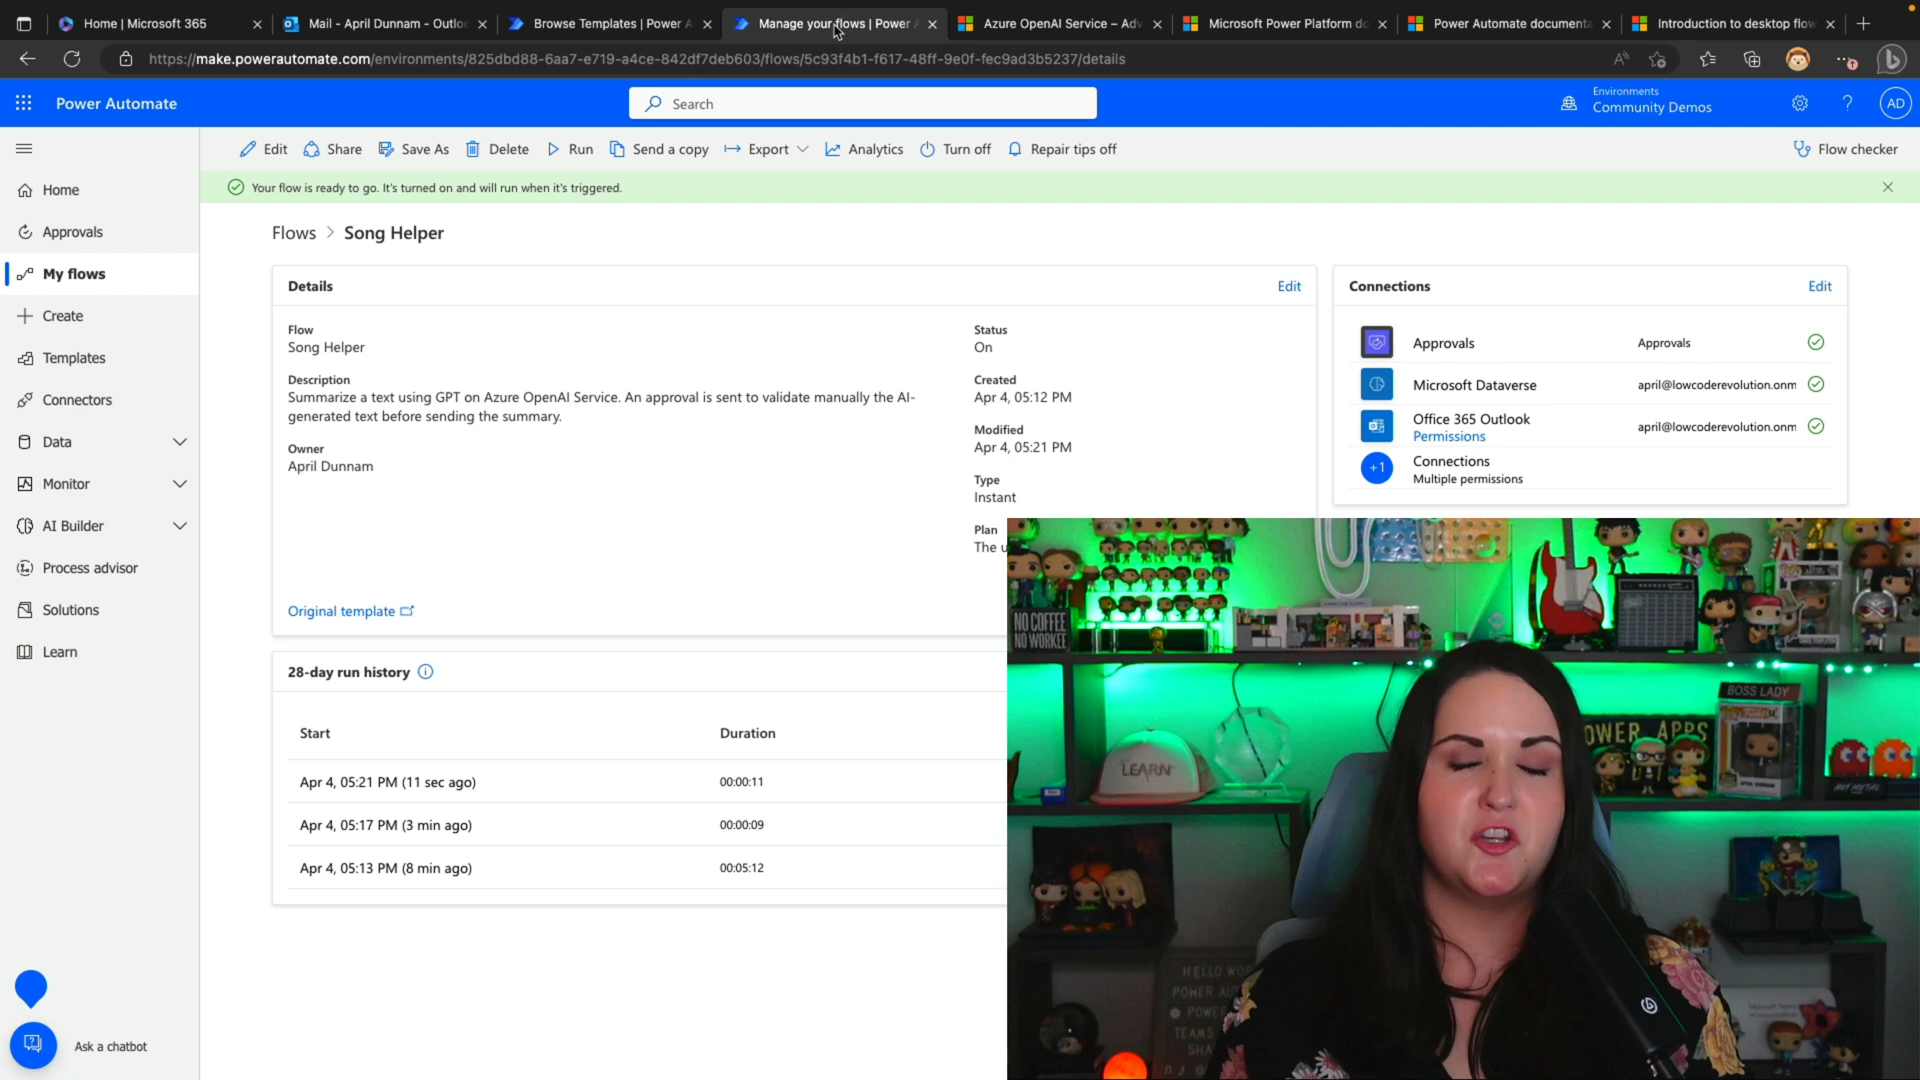 Home | Microsoft 365
Mail - April Dunnam - Outlo
Browse Templates | Power A
Manage your flows | Power A
Azure OpenAI Service – Adv
Microsoft Power Platform do
Power Automate documenta
Introduction to desktop flow
https://make.powerautomate.com/environments/825dbd88-6aa7-e719-a4ce-842df7deb603/flows/5c93f4b1-f617-48ff-9e0f-fec9ad3b5237/details
Power Automate
Search
Environments
Community Demos
AD
Edit
Share
Save As
Delete
Run
Send a copy
Export
Analytics
Turn off
Repair tips off
Flow checker
Your flow is ready to go. It's turned on and will run when it's triggered.
Home
Approvals
My flows
Create
Templates
Connectors
Data
Monitor
AI Builder
Process advisor
Solutions
Learn
Ask a chatbot
Flows > Song Helper
Details
Edit
Flow
Song Helper
Description
Summarize a text using GPT on Azure OpenAI Service. An approval is sent to validate manually the AI-
generated text before sending the summary.
Owner
April Dunnam
Status
On
Created
Apr 4, 05:12 PM
Modified
Apr 4, 05:21 PM
Type
Instant
Plan
The u
Original template
Connections
Edit
Approvals
Approvals
Microsoft Dataverse
april@lowcoderevolution.onm
Office 365 Outlook
Permissions
april@lowcoderevolution.onm
+1
Connections
Multiple permissions
28-day run history
Start
Duration
Apr 4, 05:21 PM (11 sec ago)
00:00:11
Apr 4, 05:17 PM (3 min ago)
00:00:09
Apr 4, 05:13 PM (8 min ago)
00:05:12
NO COFFEE
NO WORKEE
LEARN
BOSS LADY
OWER APPS
HELLO WO
POWER AU
POWE
TEAMS
SHA